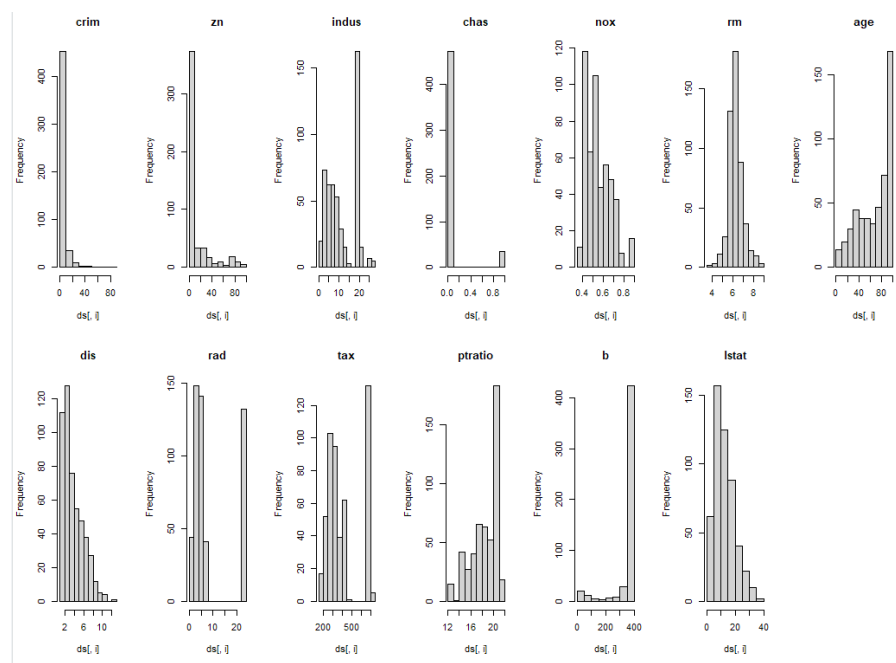 crim zn indus chas nox rm age
Frequency Frequency Frequency Frequency Frequency Frequency Frequency
0 100 200 300 400
0 100 200 300
0 50 100 150
0 100 200 300 400
0 20 40 60 80 100 120
0 50 100 150
0 50 100 150
0 40 80
0 40 80
0 10 20
0.0 0.4 0.8
0.4 0.6 0.8
4 6 8
0 40 80
ds[, i] ds[, i] ds[, i] ds[, i] ds[, i] ds[, i] ds[, i]
dis rad tax ptratio b lstat
Frequency Frequency Frequency Frequency Frequency Frequency
0 20 40 60 80 100 120
0 50 100 150
0 20 40 60 80 100 120
0 50 100 150
0 100 200 300 400
0 50 100 150
2 6 10
0 10 20
200 500
12 16 20
0 200 400
0 20 40
ds[, i] ds[, i] ds[, i] ds[, i] ds[, i] ds[, i]